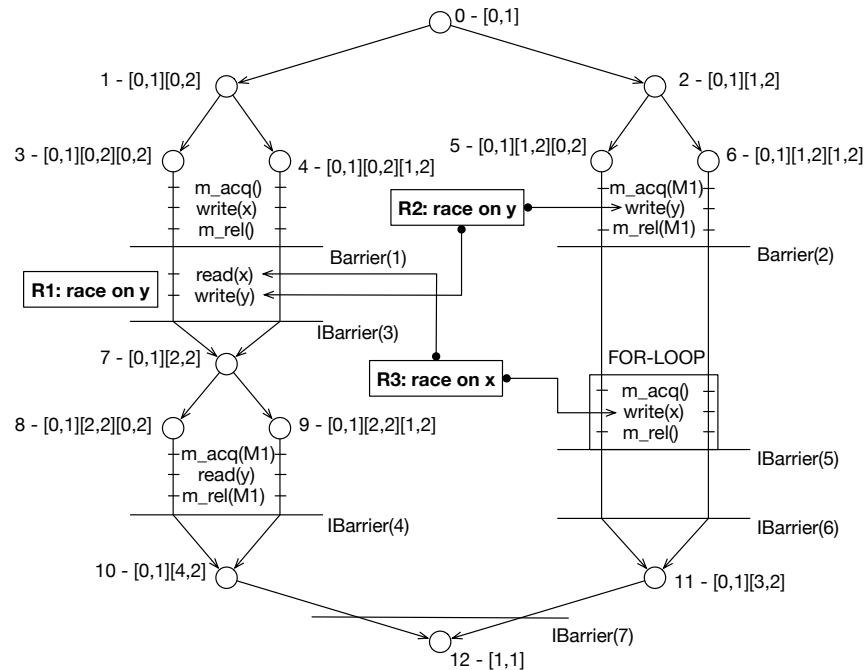 0 - [0,1]
1 - [0,1][0,2]
2 - [0,1][1,2]
3 - [0,1][0,2][0,2]
4 - [0,1][0,2][1,2]
5 - [0,1][1,2][0,2]
6 - [0,1][1,2][1,2]
m_acq()
write(x)
m_rel()
R2: race on y
m_acq(M1)
write(y)
m_rel(M1)
Barrier(1)
Barrier(2)
R1: race on y
read(x)
write(y)
IBarrier(3)
7 - [0,1][2,2]
R3: race on x
FOR-LOOP
m_acq()
write(x)
m_rel()
8 - [0,1][2,2][0,2]
9 - [0,1][2,2][1,2]
m_acq(M1)
read(y)
m_rel(M1)
IBarrier(5)
IBarrier(4)
IBarrier(6)
10 - [0,1][4,2]
11 - [0,1][3,2]
IBarrier(7)
12 - [1,1]